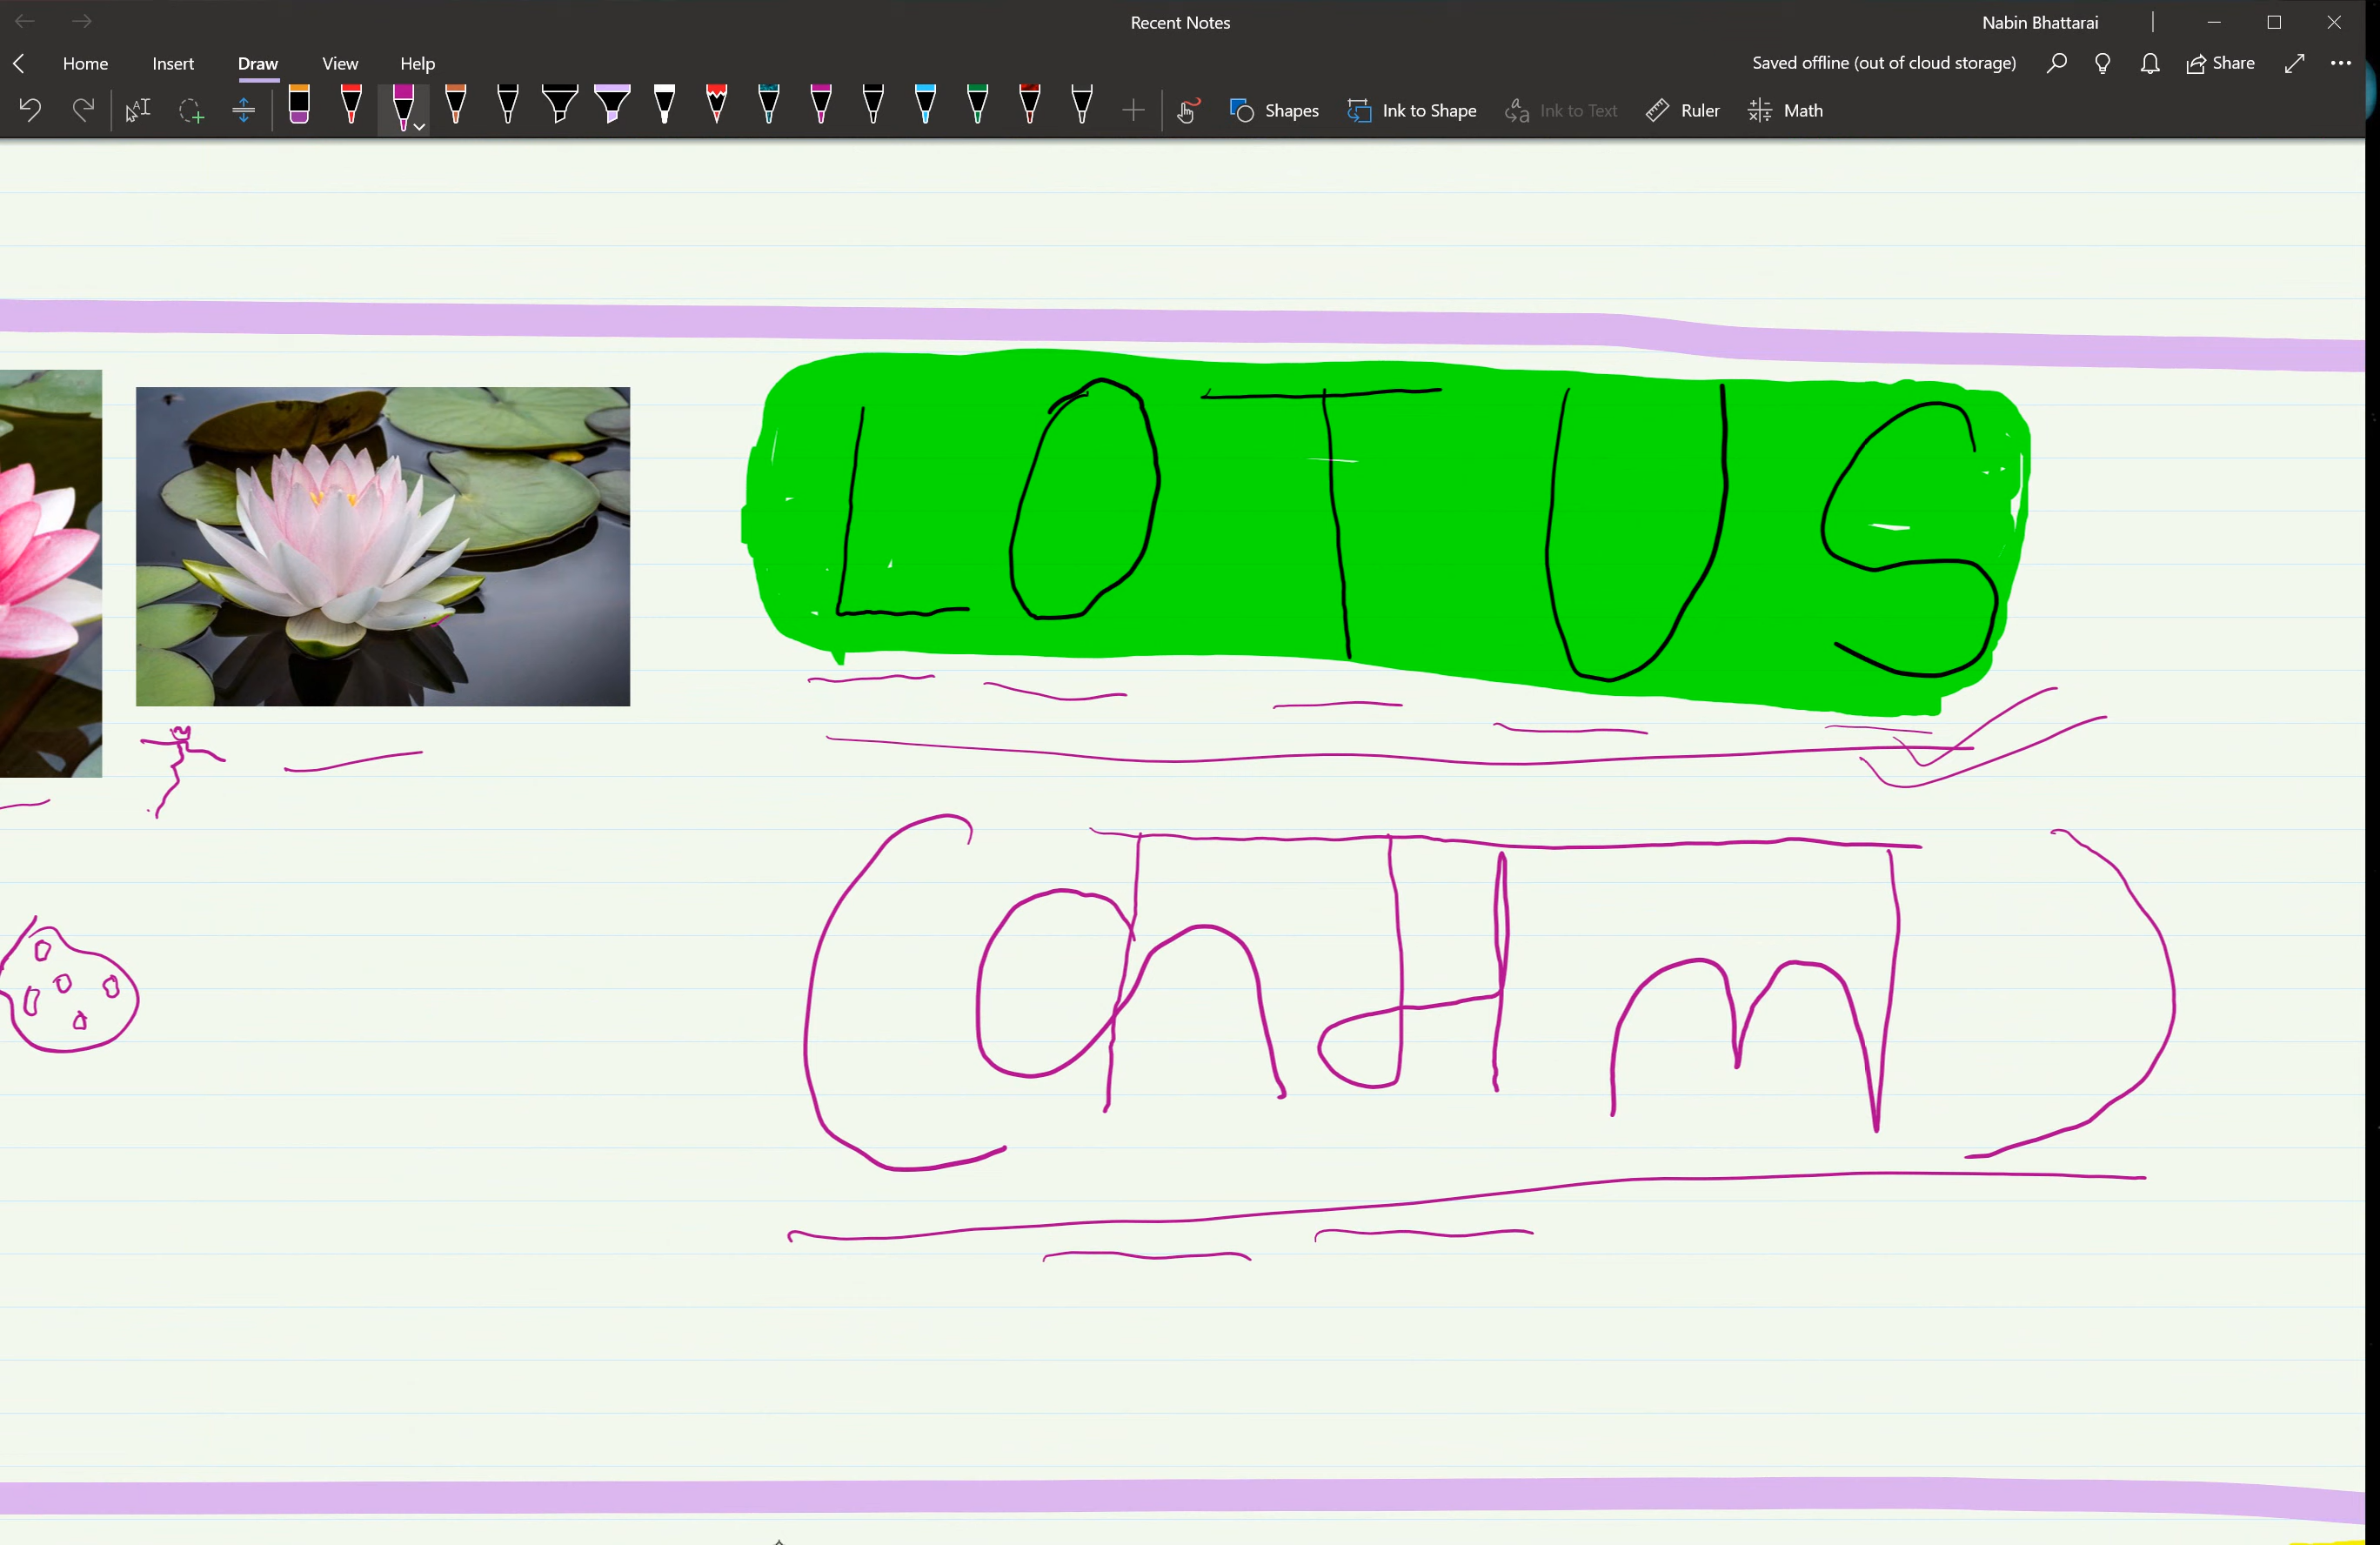 Recent Notes Nabin Bhattarai
Home Insert Draw View Help Saved offline (out of cloud storage) Share
Shapes Ink to Shape Ink to Text Ruler Math
LOTUS
(कमल)